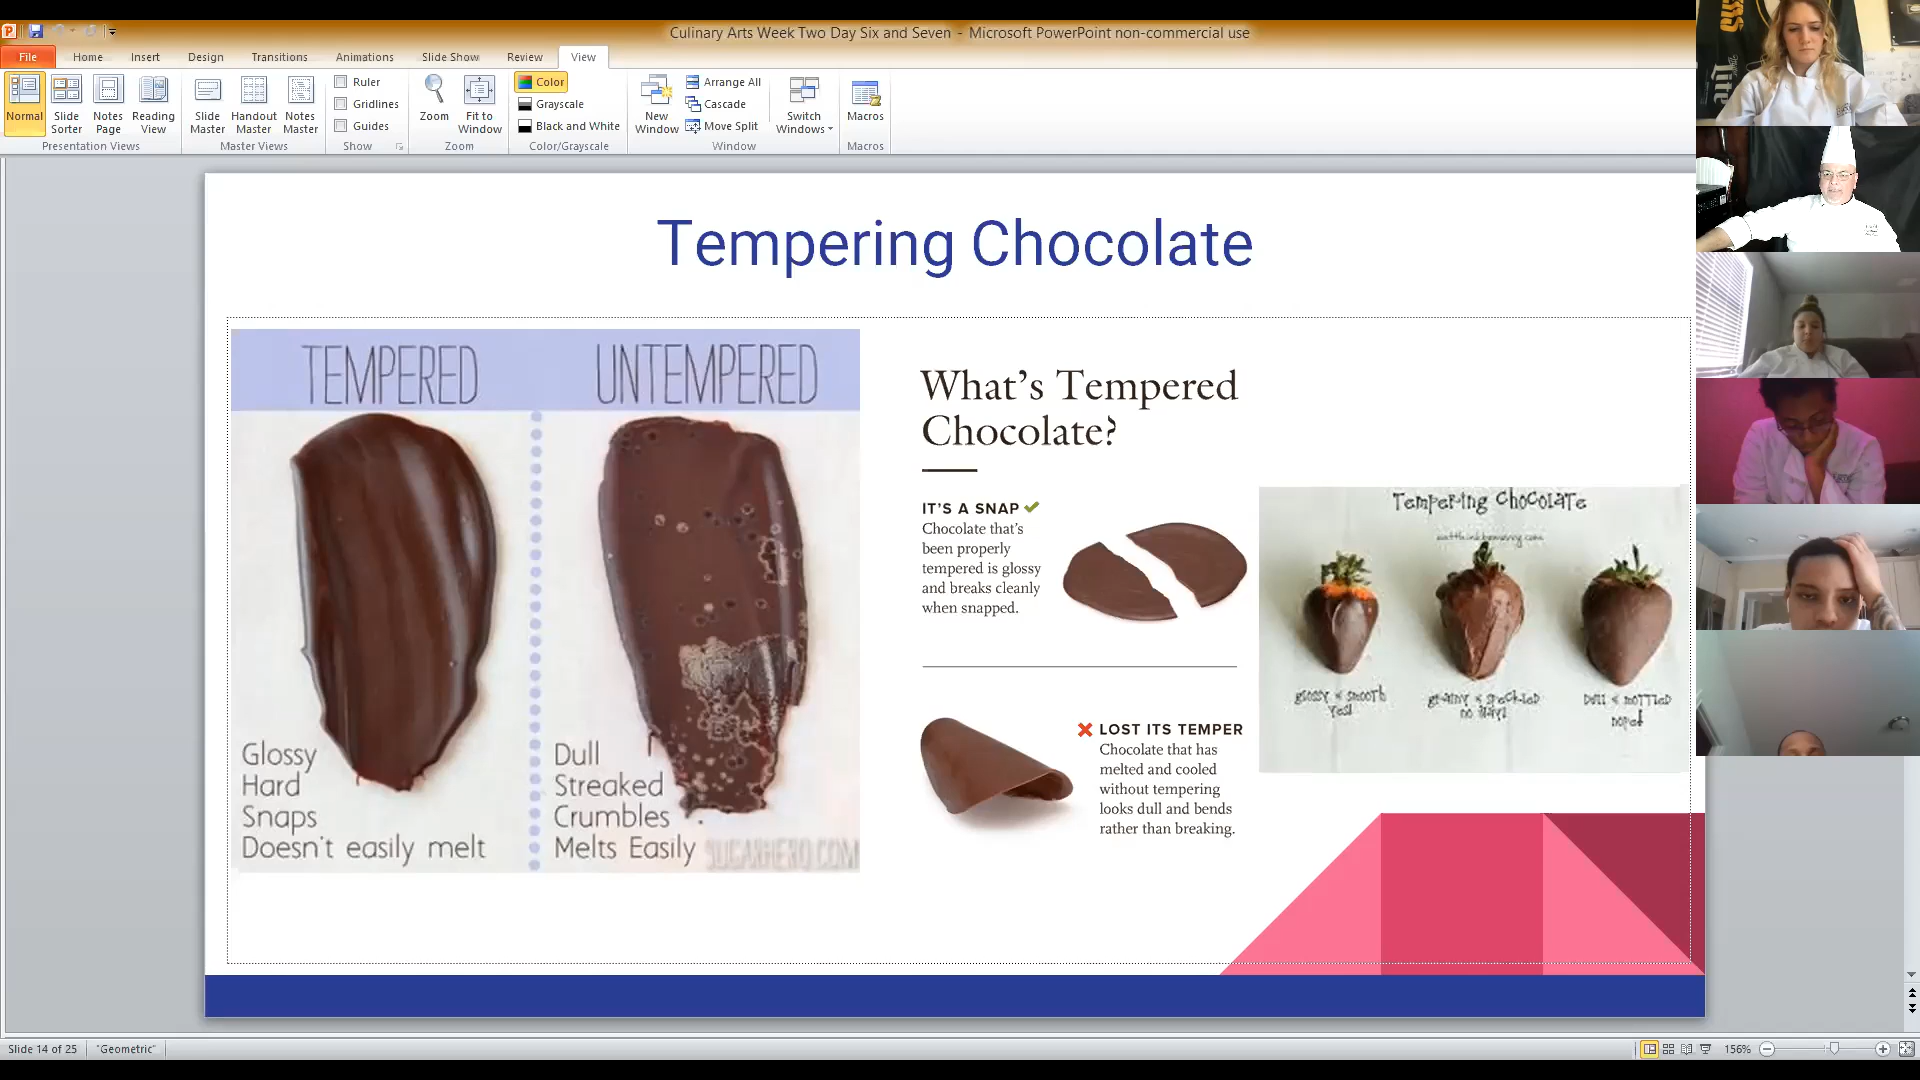 Culinary Arts Week Two Day Six and Seven - Microsoft PowerPoint non-commercial use
File Home Insert Design Transitions Animations Slide Show Review View
Normal
Slide Sorter
Notes Page
Reading View
Presentation Views
Slide Master
Handout Master
Notes Master
Master Views
Ruler
Gridlines
Guides
Show
Zoom
Fit to Window
Zoom
Color
Grayscale
Black and White
Color/Grayscale
New Window
Arrange All
Cascade
Move Split
Switch Windows
Window
Macros
Macros
Tempering Chocolate
TEMPERED
UNTEMPERED
Glossy
Hard
Snaps
Doesn't easily melt
Dull
Streaked
Crumbles
Melts Easily
SUGARHERO.COM
What's Tempered
Chocolate?
IT'S A SNAP
Chocolate that's
been properly
tempered is glossy
and breaks cleanly
when snapped.
LOST ITS TEMPER
Chocolate that has
melted and cooled
without tempering
looks dull and bends
rather than breaking.
Tempering Chocolate
glossy & smooth
yes!
grainy & speckled
no way!
dull & mottled
nope!
Lite
Slide 14 of 25
"Geometric"
156%